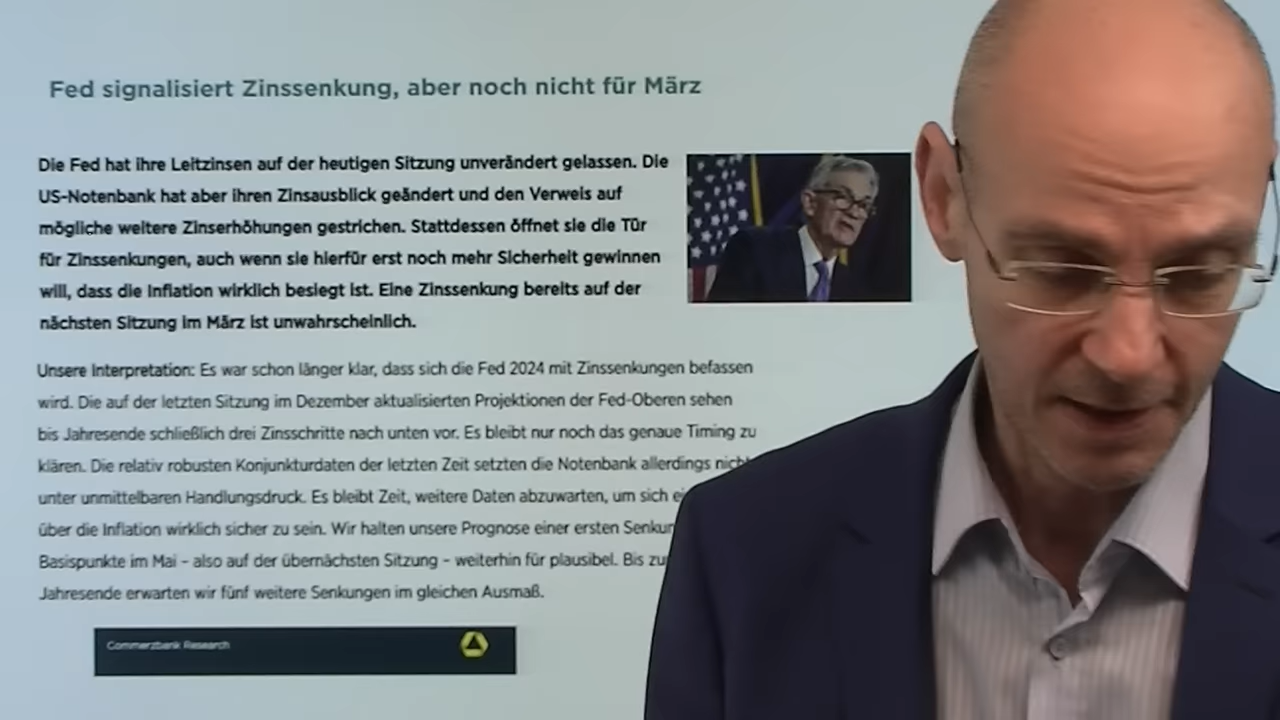 Fed signalisiert Zinssenkung, aber noch nicht für März
Die Fed hat ihre Leitzinsen auf der heutigen Sitzung unverändert gelassen. Die
US-Notenbank hat aber ihren Zinsausblick geändert und den Verweis auf
mögliche weitere Zinserhöhungen gestrichen. Stattdessen öffnet sie die Tür
für Zinssenkungen, auch wenn sie hierfür erst noch mehr Sicherheit gewinnen
will, dass die Inflation wirklich besiegt ist. Eine Zinssenkung bereits auf der
nächsten Sitzung im März ist unwahrscheinlich.
Unsere Interpretation: Es war schon länger klar, dass sich die Fed 2024 mit Zinssenkungen befassen
wird. Die auf der letzten Sitzung im Dezember aktualisierten Projektionen der Fed-Oberen sehen
bis Jahresende schließlich drei Zinsschritte nach unten vor. Es bleibt nur noch das genaue Timing zu
klären. Die relativ robusten Konjunkturdaten der letzten Zeit setzten die Notenbank allerdings nicht
unter unmittelbaren Handlungsdruck. Es bleibt Zeit, weitere Daten abzuwarten, um sich
über die Inflation wirklich sicher zu sein. Wir halten unsere Prognose einer ersten
Basispunkte im Mai – also auf der übernächsten Sitzung – weiterhin für plausibel. Bis
Jahresende erwarten wir fünf weitere Senkungen im gleichen Ausmaß.
Commerzbank Research